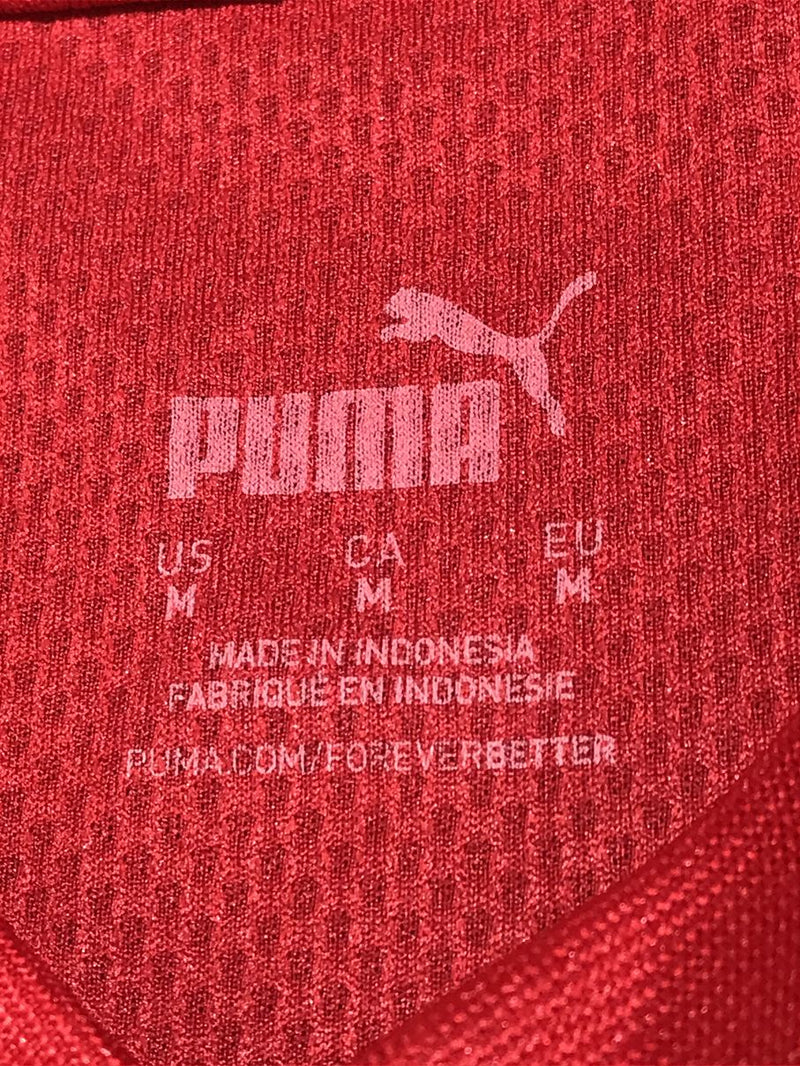 PUMA
US CA EU
M M M
MADE IN INDONESIA
FABRIQUÉ EN INDONESIE
PUMA.COM/FOREVERBETTER